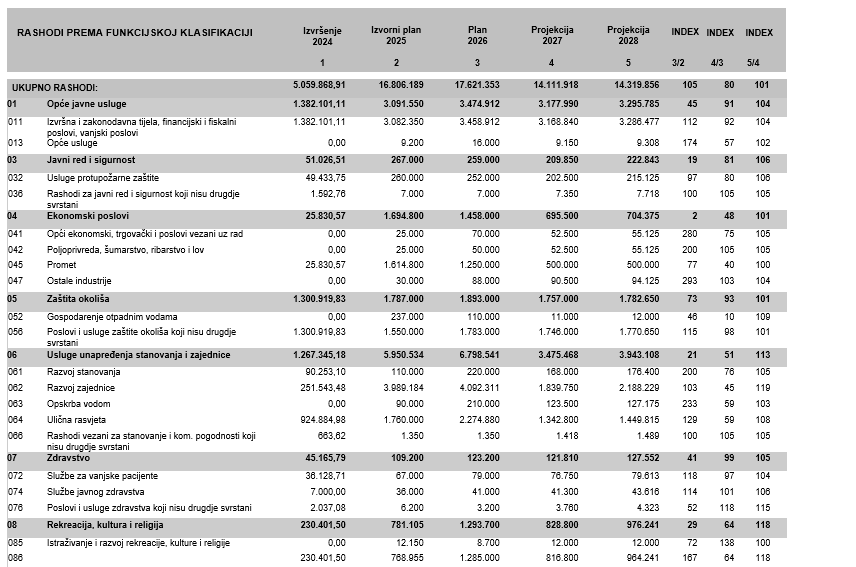 RASHODI PREMA FUNKCIJSKOJ KLASIFIKACIJI Izvršenje 2024 Izvorni plan 2025 Plan 2026 Projekcija 2027 Projekcija 2028 INDEX INDEX INDEX
1 2 3 4 5 3/2 4/3 5/4
UKUPNO RASHODI: 5.059.868,91 16.806.189 17.621.353 14.111.918 14.319.856 105 80 101
01 Opće javne usluge 1.382.101,11 3.091.550 3.474.912 3.177.990 3.295.785 45 91 104
011 Izvršna i zakonodavna tijela, financijski i fiskalni 1.382.101,11 3.082.350 3.458.912 3.168.840 3.286.477 112 92 104
poslovi, vanjski poslovi
013 Opće usluge 0,00 9.200 16.000 9.150 9.308 174 57 102
03 Javni red i sigurnost 51.026,51 267.000 259.000 209.850 222.843 19 81 106
032 Usluge protupožarne zaštite 49.433,75 260.000 252.000 202.500 215.125 97 80 106
036 Rashodi za javni red i sigurnost koji nisu drugdje 1.592,76 7.000 7.000 7.350 7.718 100 105 105
svrstani
04 Ekonomski poslovi 25.830,57 1.694.800 1.458.000 695.500 704.375 2 48 101
041 Opći ekonomski, trgovački i poslovi vezani uz rad 0,00 25.000 70.000 52.500 55.125 280 75 105
042 Poljoprivreda, šumarstvo, ribarstvo i lov 0,00 25.000 50.000 52.500 55.125 200 105 105
045 Promet 25.830,57 1.614.800 1.250.000 500.000 500.000 77 40 100
047 Ostale industrije 0,00 30.000 88.000 90.500 94.125 293 103 104
05 Zaštita okoliša 1.300.919,83 1.787.000 1.893.000 1.757.000 1.782.650 73 93 101
052 Gospodarenje otpadnim vodama 0,00 237.000 110.000 11.000 12.000 46 10 109
056 Poslovi i usluge zaštite okoliša koji nisu drugdje 1.300.919,83 1.550.000 1.783.000 1.746.000 1.770.650 115 98 101
svrstani
06 Usluge unapređenja stanovanja i zajednice 1.267.345,18 5.950.534 6.798.541 3.475.468 3.943.108 21 51 113
061 Razvoj stanovanja 90.253,10 110.000 220.000 168.000 176.400 200 76 105
062 Razvoj zajednice 251.543,48 3.989.184 4.092.311 1.839.750 2.188.229 103 45 119
063 Opskrba vodom 0,00 90.000 210.000 123.500 127.175 233 59 103
064 Ulična rasvjeta 924.884,98 1.760.000 2.274.880 1.342.800 1.449.815 129 59 108
066 Rashodi vezani za stanovanje i kom. pogodnosti koji 663,62 1.350 1.350 1.418 1.489 100 105 105
nisu drugdje svrstani
07 Zdravstvo 45.165,79 109.200 123.200 121.810 127.552 41 99 105
072 Službe za vanjske pacijente 36.128,71 67.000 79.000 76.750 79.613 118 97 104
074 Službe javnog zdravstva 7.000,00 36.000 41.000 41.300 43.616 114 101 106
076 Poslovi i usluge zdravstva koji nisu drugdje svrstani 2.037,08 6.200 3.200 3.760 4.323 52 118 115
08 Rekreacija, kultura i religija 230.401,50 781.105 1.293.700 828.800 976.241 29 64 118
085 Istraživanje i razvoj rekreacije, kulture i religije 0,00 12.150 8.700 12.000 12.000 72 138 100
086 230.401,50 768.955 1.285.000 816.800 964.241 167 64 118